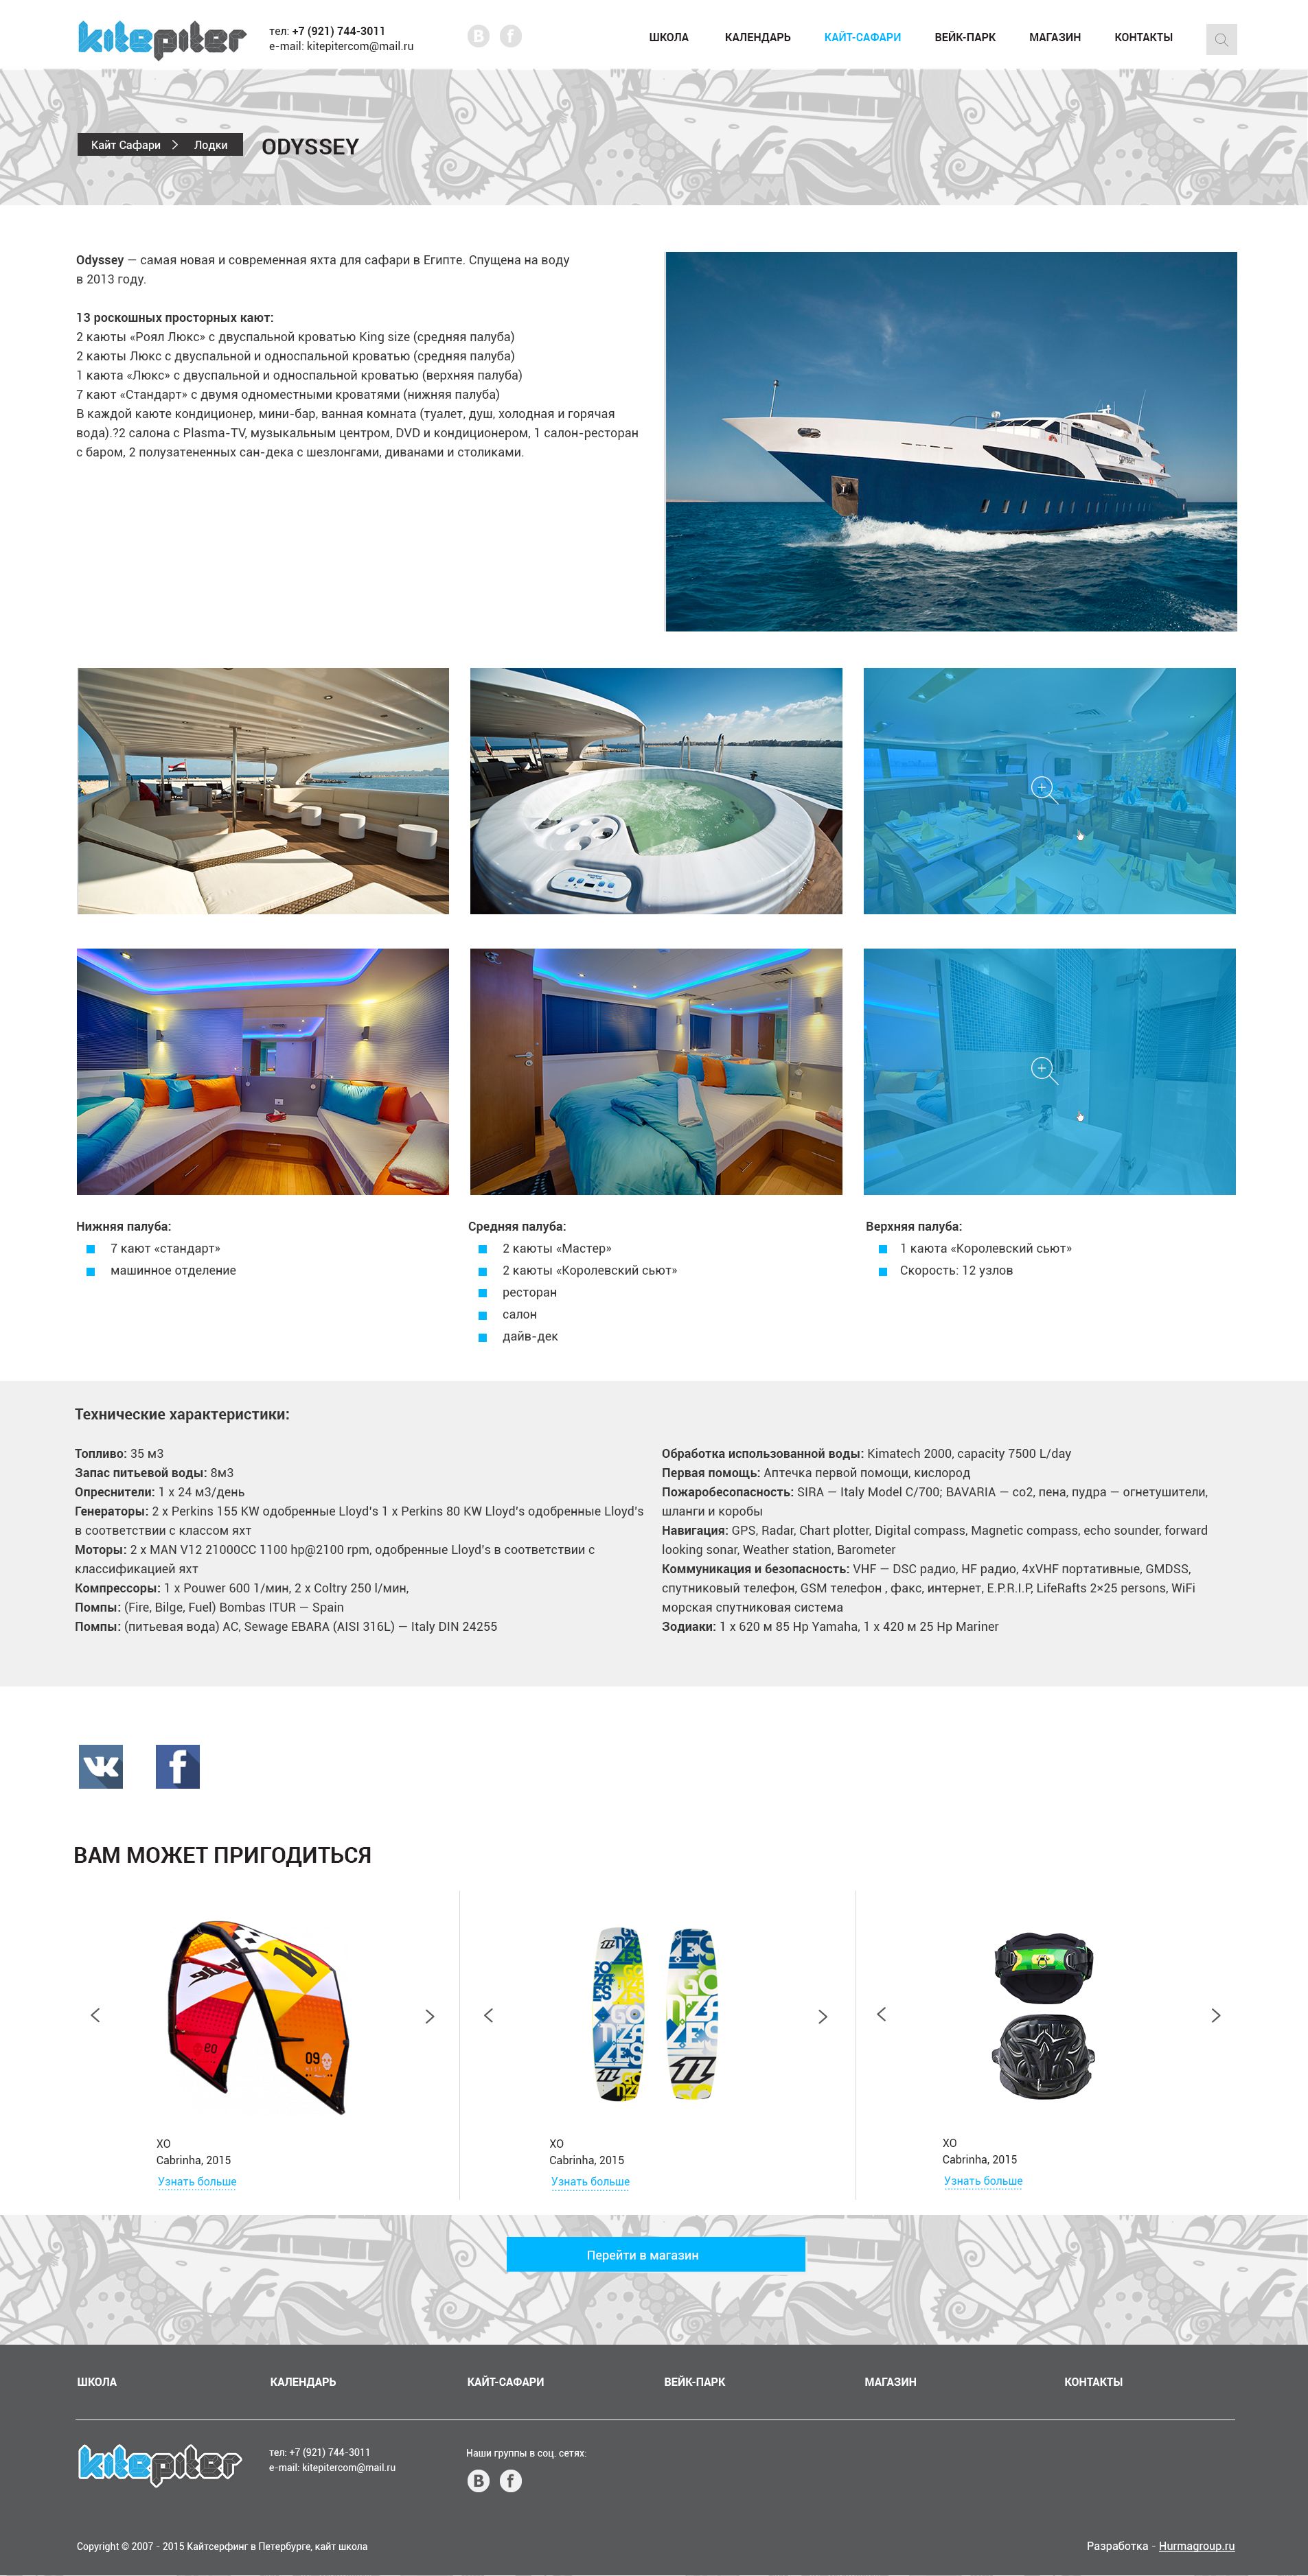 kitepiter
тел: +7 (921) 744-3011
e-mail: kitepitercom@mail.ru
B f
ШКОЛА КАЛЕНДАРЬ КАЙТ-САФАРИ ВЕЙК-ПАРК МАГАЗИН КОНТАКТЫ
Кайт Сафари > Лодки ODYSSEY
Odyssey — самая новая и современная яхта для сафари в Египте. Спущена на воду
в 2013 году.
13 роскошных просторных кают:
2 каюты «Роял Люкс» с двуспальной кроватью King size (средняя палуба)
2 каюты Люкс с двуспальной и односпальной кроватью (средняя палуба)
1 каюта «Люкс» с двуспальной и односпальной кроватью (верхняя палуба)
7 кают «Стандарт» с двумя одноместными кроватями (нижняя палуба)
В каждой каюте кондиционер, мини-бар, ванная комната (туалет, душ, холодная и горячая
вода).?2 салона с Plasma-TV, музыкальным центром, DVD и кондиционером, 1 салон-ресторан
с баром, 2 полузатененных сан-дека с шезлонгами, диванами и столиками.
Нижняя палуба:
7 кают «стандарт»
машинное отделение
Средняя палуба:
2 каюты «Мастер»
2 каюты «Королевский сьют»
ресторан
салон
дайв-дек
Верхняя палуба:
1 каюта «Королевский сьют»
Скорость: 12 узлов
Технические характеристики:
Топливо: 35 м3
Запас питьевой воды: 8м3
Опреснители: 1 х 24 м3/день
Генераторы: 2 x Perkins 155 KW одобренные Lloyd's 1 x Perkins 80 KW Lloyd's одобренные Lloyd's
в соответствии с классом яхт
Моторы: 2 x MAN V12 21000CC 1100 hp@2100 rpm, одобренные Lloyd's в соответствии с
классификацией яхт
Компрессоры: 1 x Pouwer 600 1/мин, 2 x Coltry 250 l/мин,
Помпы: (Fire, Bilge, Fuel) Bombas ITUR — Spain
Помпы: (питьевая вода) AC, Sewage EBARA (AISI 316L) — Italy DIN 24255
Обработка использованной воды: Kimatech 2000, capacity 7500 L/day
Первая помощь: Аптечка первой помощи, кислород
Пожаробесопасность: SIRA — Italy Model C/700; BAVARIA — co2, пена, пудра — огнетушители,
шланги и коробы
Навигация: GPS, Radar, Chart plotter, Digital compass, Magnetic compass, echo sounder, forward
looking sonar, Weather station, Barometer
Коммуникация и безопасность: VHF — DSC радио, HF радио, 4xVHF портативные, GMDSS,
спутниковый телефон, GSM телефон , факс, интернет, E.P.R.I.P, LifeRafts 2×25 persons, WiFi
морская спутниковая система
Зодиаки: 1 x 620 м 85 Hp Yamaha, 1 x 420 м 25 Hp Mariner
VK f
ВАМ МОЖЕТ ПРИГОДИТЬСЯ
09
GONZALES
XO
Cabrinha, 2015
Узнать больше
XO
Cabrinha, 2015
Узнать больше
XO
Cabrinha, 2015
Узнать больше
Перейти в магазин
ШКОЛА КАЛЕНДАРЬ КАЙТ-САФАРИ ВЕЙК-ПАРК МАГАЗИН КОНТАКТЫ
kitepiter
тел: +7 (921) 744-3011
e-mail: kitepitercom@mail.ru
Наши группы в соц. сетях:
B f
Copyright © 2007 - 2015 Кайтсерфинг в Петербурге, кайт школа
Разработка - Hurmagroup.ru